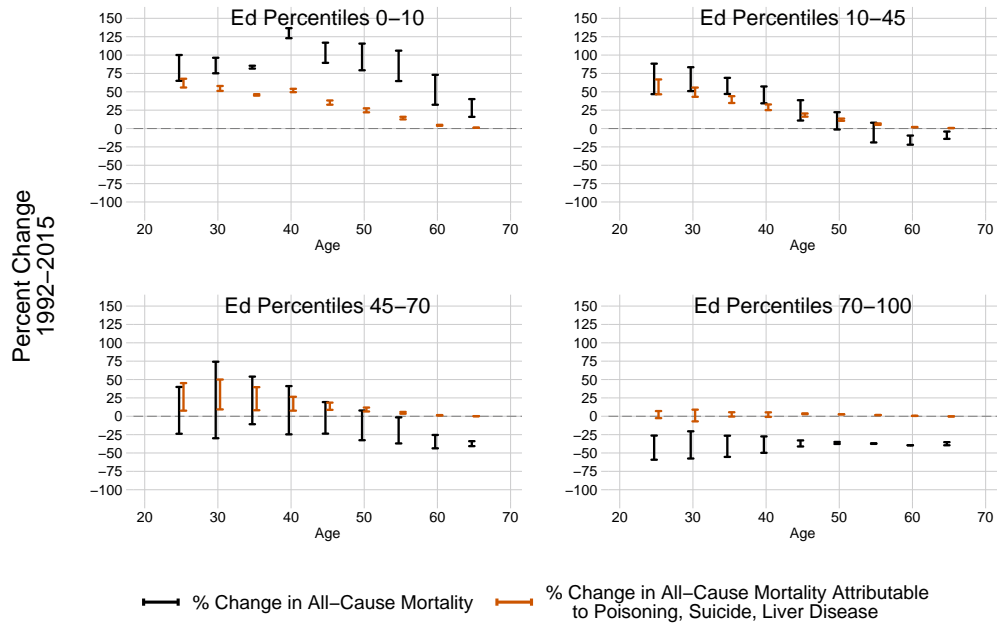 Percent Change
1992–2015
Ed Percentiles 0–10
150
125
100
75
50
25
0
−25
−50
−75
−100
20 30 40 50 60 70
Age
Ed Percentiles 10–45
150
125
100
75
50
25
0
−25
−50
−75
−100
20 30 40 50 60 70
Age
Ed Percentiles 45–70
150
125
100
75
50
25
0
−25
−50
−75
−100
20 30 40 50 60 70
Age
Ed Percentiles 70–100
150
125
100
75
50
25
0
−25
−50
−75
−100
20 30 40 50 60 70
Age
% Change in All–Cause Mortality
% Change in All–Cause Mortality Attributable
to Poisoning, Suicide, Liver Disease